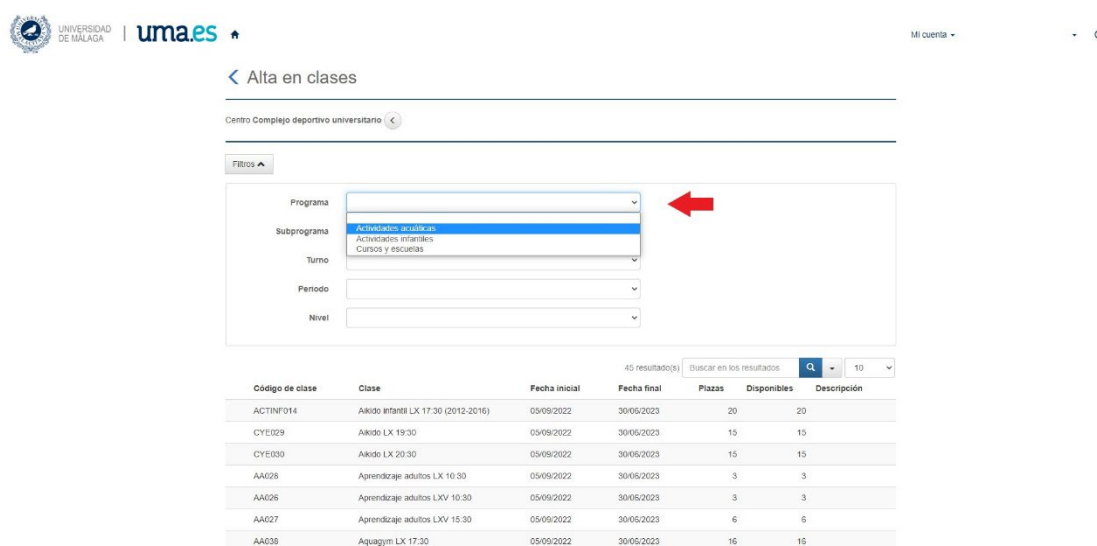 UNIVERSIDAD
DE MÁLAGA
uma.es
Mi cuenta
Alta en clases
Centro Complejo deportivo universitario
Filtros
Programa
Actividades acuáticas
Actividades infantiles
Cursos y escuelas
Subprograma
Turno
Periodo
Nivel
45 resultado(s) Buscar en los resultados 10
Código de clase Clase Fecha inicial Fecha final Plazas Disponibles Descripción
ACTINF014 Aikido infantil LX 17:30 (2012-2016) 05/09/2022 30/06/2023 20 20
CYE029 Aikido LX 19:30 05/09/2022 30/06/2023 15 15
CYE030 Aikido LX 20:30 05/09/2022 30/06/2023 15 15
AA028 Aprendizaje adultos LX 10:30 05/09/2022 30/06/2023 3 3
AA026 Aprendizaje adultos LXV 10:30 05/09/2022 30/06/2023 3 3
AA027 Aprendizaje adultos LXV 15:30 05/09/2022 30/06/2023 6 6
AA038 Aquagym LX 17:30 05/09/2022 30/06/2023 16 16